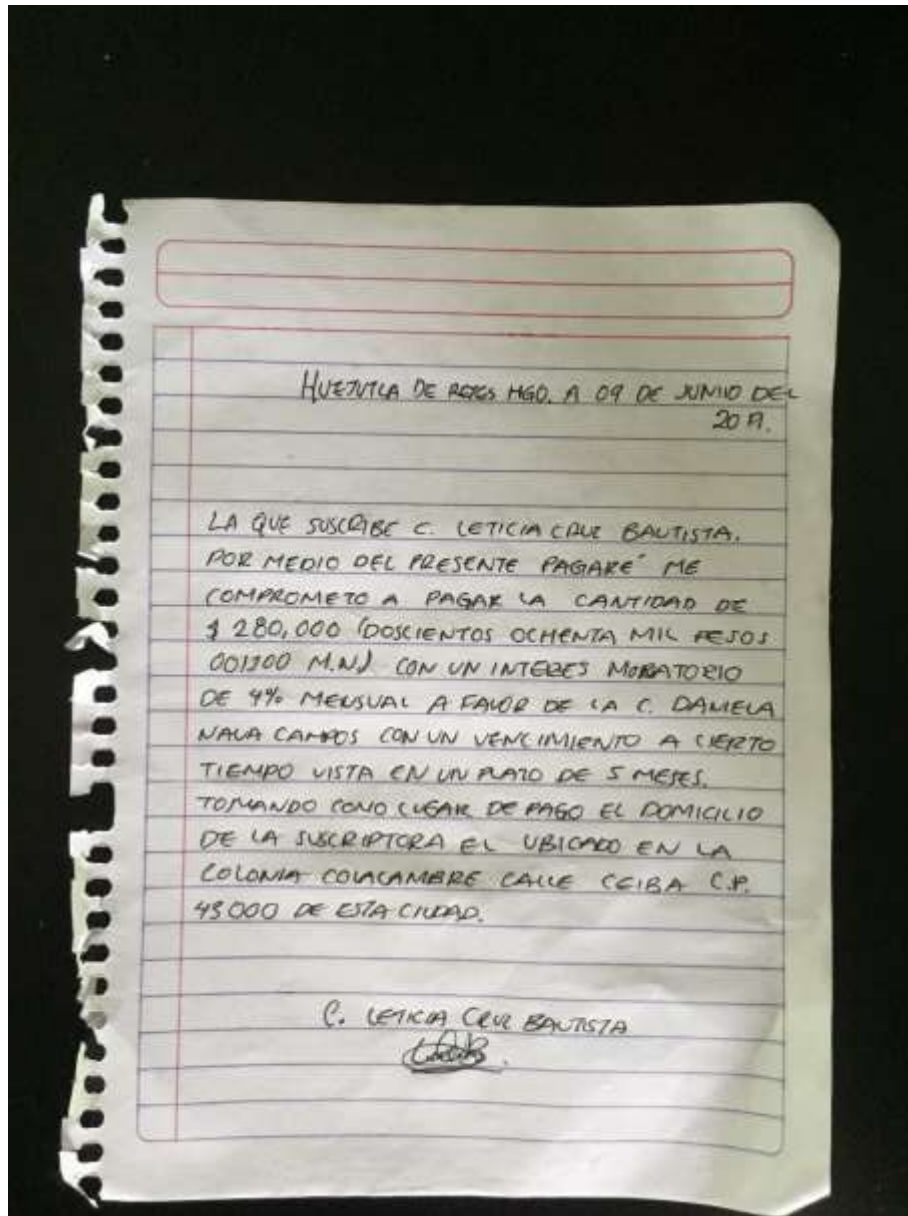 HUEJUTLA DE REYES HGO. A 09 DE JUNIO DEL
20
LA QUE SUSCRIBE C. LETICIA CRUZ BAUTISTA.
POR MEDIO DEL PRESENTE PAGARÉ ME
COMPROMETO A PAGAR LA CANTIDAD DE
$ 280,000 (DOSCIENTOS OCHENTA MIL PESOS
00/100 M.N.) CON UN INTERES MORATORIO
DE 4% MENSUAL A FAVOR DE LA C. DANIELA
NAVA CAMPOS CON UN VENCIMIENTO A CIERTO
TIEMPO VISTA EN UN PLAZO DE 5 MESES.
TOMANDO COMO LUGAR DE PAGO EL DOMICILIO
DE LA SUSCRIPTORA EL UBICADO EN LA
COLONIA CALLE CEIBA C.P.
43000 DE ESTA CIUDAD.
C. LETICIA CRUZ BAUTISTA